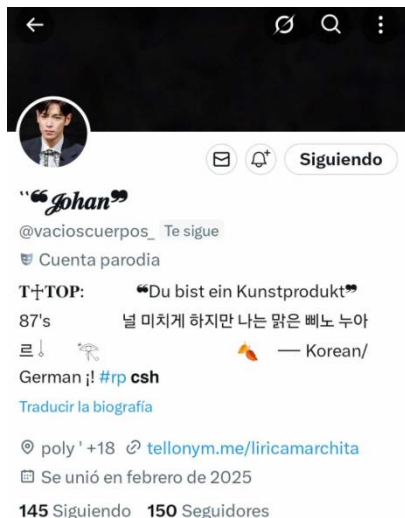 Siguiendo
``❝𝑱ohan❞
@vacioscuerpos_ Te sigue
Cuenta parodia
𝐓☥𝐓𝐎𝐏: ❝Du bist ein Kunstprodukt❞
87's 널 미치게 하지만 나는 맑은 삐노 누아
르 — Korean/
German ¡! #rp 𝗰𝘀𝗵
Traducir la biografía
poly ' +18 tellonym.me/liricamarchita
Se unió en febrero de 2025
145 Siguiendo 150 Seguidores